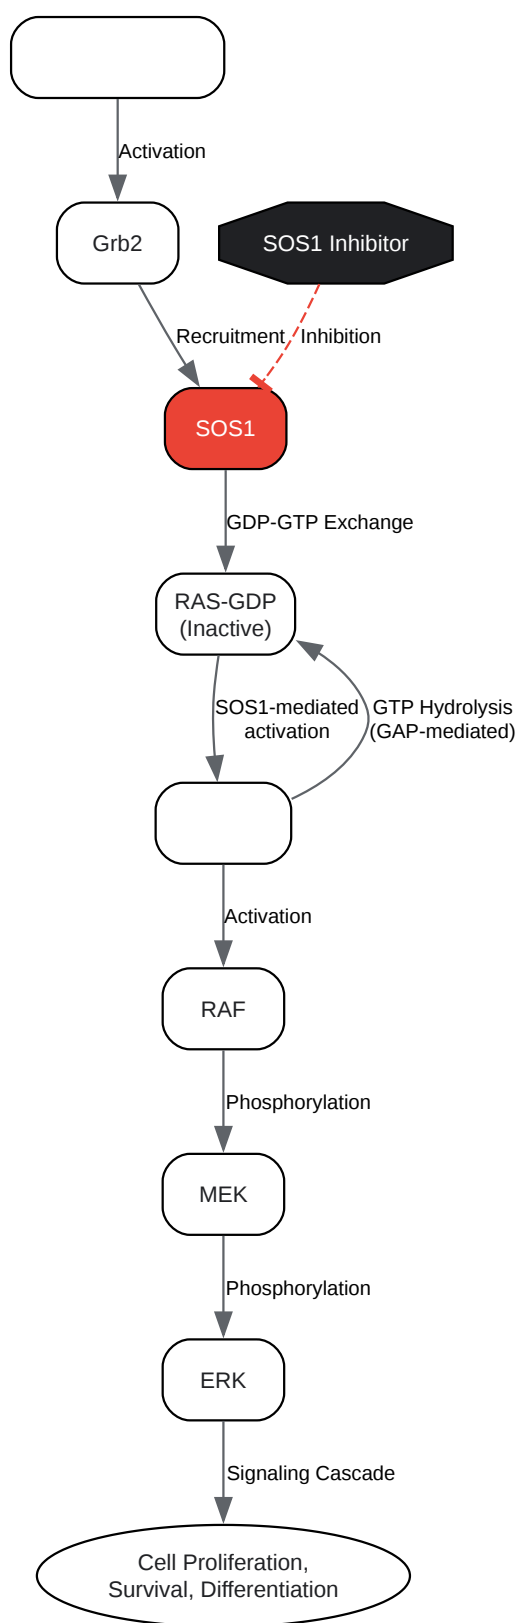 Activation
Grb2
SOS1 Inhibitor
Recruitment
Inhibition
SOS1
GDP-GTP Exchange
RAS-GDP
(Inactive)
SOS1-mediated
activation
GTP Hydrolysis
(GAP-mediated)
Activation
RAF
Phosphorylation
MEK
Phosphorylation
ERK
Signaling Cascade
Cell Proliferation,
Survival, Differentiation